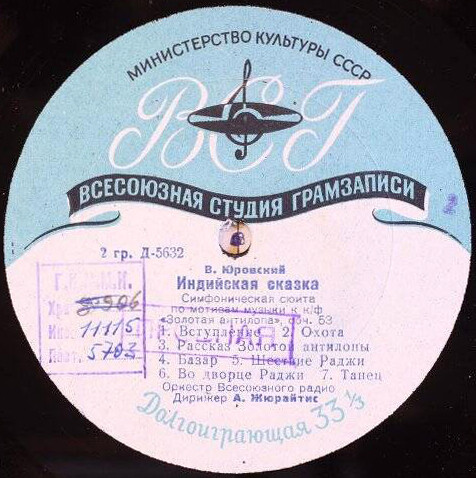 МИНИСТЕРСТВО КУЛЬТУРЫ СССР
ВСГ
ВСЕСОЮЗНАЯ СТУДИЯ ГРАМЗАПИСИ
2 гр. Д-5632
В. Юровский
Индийская сказка
Симфоническая сюита
по мотивам музыки к к/ф
«Золотая антилопа», соч. 53
1. Вступление 2. Охота
3. Рассказ Золотой антилопы
4. Базар 5. Шествие Раджи
6. Во дворце Раджи 7. Танец
Оркестр Всесоюзного радио
Дирижер А. Жюрайтис
Долгоиграющая 33 1/3
11115
5703